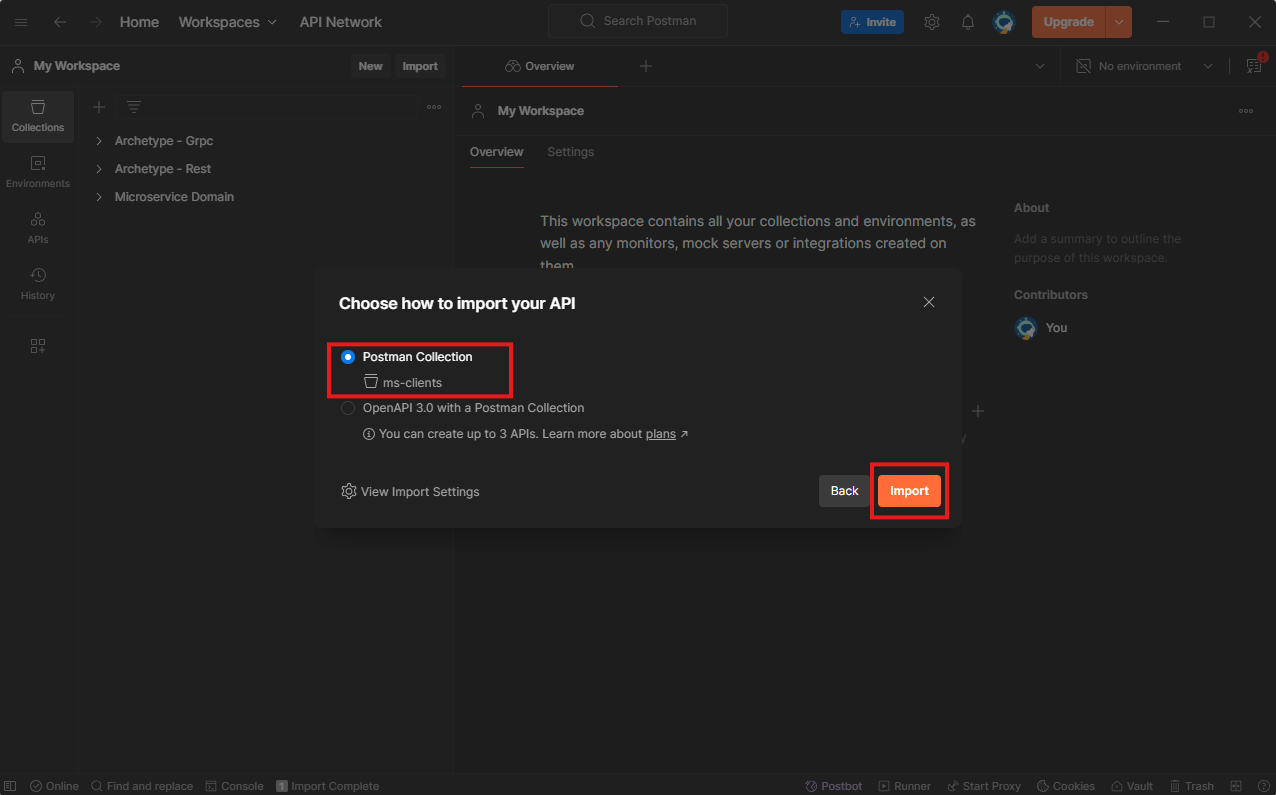 Home Workspaces API Network Search Postman Invite Upgrade
My Workspace New Import Overview No environment
Collections
Environments
APIs
History
Archetype - Grpc
Archetype - Rest
Microservice Domain
My Workspace
Overview Settings
This workspace contains all your collections and environments, as
well as any monitors, mock servers or integrations created on
them
About
Add a summary to outline the
purpose of this workspace.
Contributors
You
Choose how to import your API
Postman Collection
ms-clients
OpenAPI 3.0 with a Postman Collection
You can create up to 3 APIs. Learn more about plans ↗
View Import Settings Back Import
Online Find and replace Console 1 Import Complete Postbot Runner Start Proxy Cookies Vault Trash